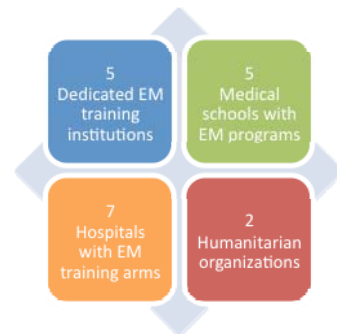 5
Dedicated EM
training
institutions
5
Medical
schools with
EM programs
7
Hospitals
with EM
training arms
2
Humanitarian
organizations